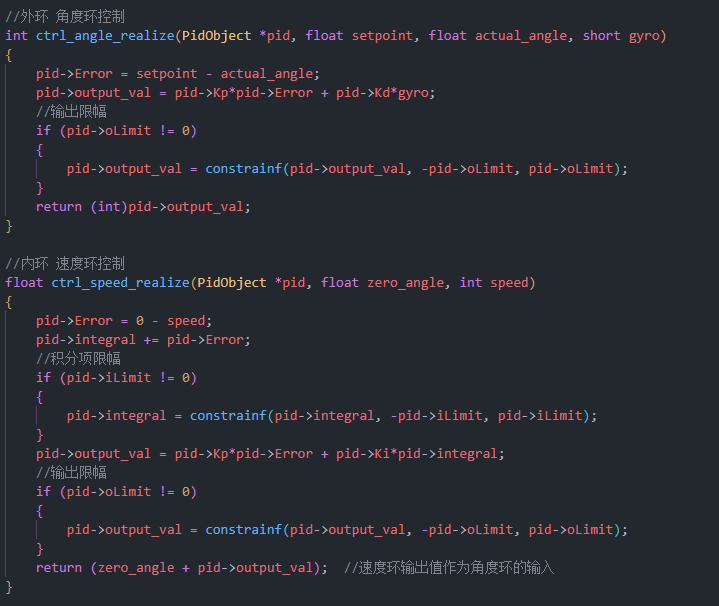 //外环 角度环控制
int ctrl_angle_realize(PidObject *pid, float setpoint, float actual_angle, short gyro)
{
    pid->Error = setpoint - actual_angle;
    pid->output_val = pid->Kp*pid->Error + pid->Kd*gyro;
    //输出限幅
    if (pid->oLimit != 0)
    {
        pid->output_val = constrainf(pid->output_val, -pid->oLimit, pid->oLimit);
    }
    return (int)pid->output_val;
}

//内环 速度环控制
float ctrl_speed_realize(PidObject *pid, float zero_angle, int speed)
{
    pid->Error = 0 - speed;
    pid->integral += pid->Error;
    //积分项限幅
    if (pid->iLimit != 0)
    {
        pid->integral = constrainf(pid->integral, -pid->iLimit, pid->iLimit);
    }
    pid->output_val = pid->Kp*pid->Error + pid->Ki*pid->integral;
    //输出限幅
    if (pid->oLimit != 0)
    {
        pid->output_val = constrainf(pid->output_val, -pid->oLimit, pid->oLimit);
    }
    return (zero_angle + pid->output_val);  //速度环输出值作为角度环的输入
}